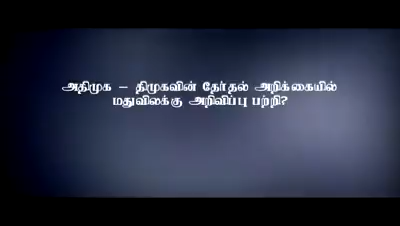 அதிமுக – திமுகவின் தேர்தல் அறிக்கையில்
மதுவிலக்கு அறிவிப்பு பற்றி?